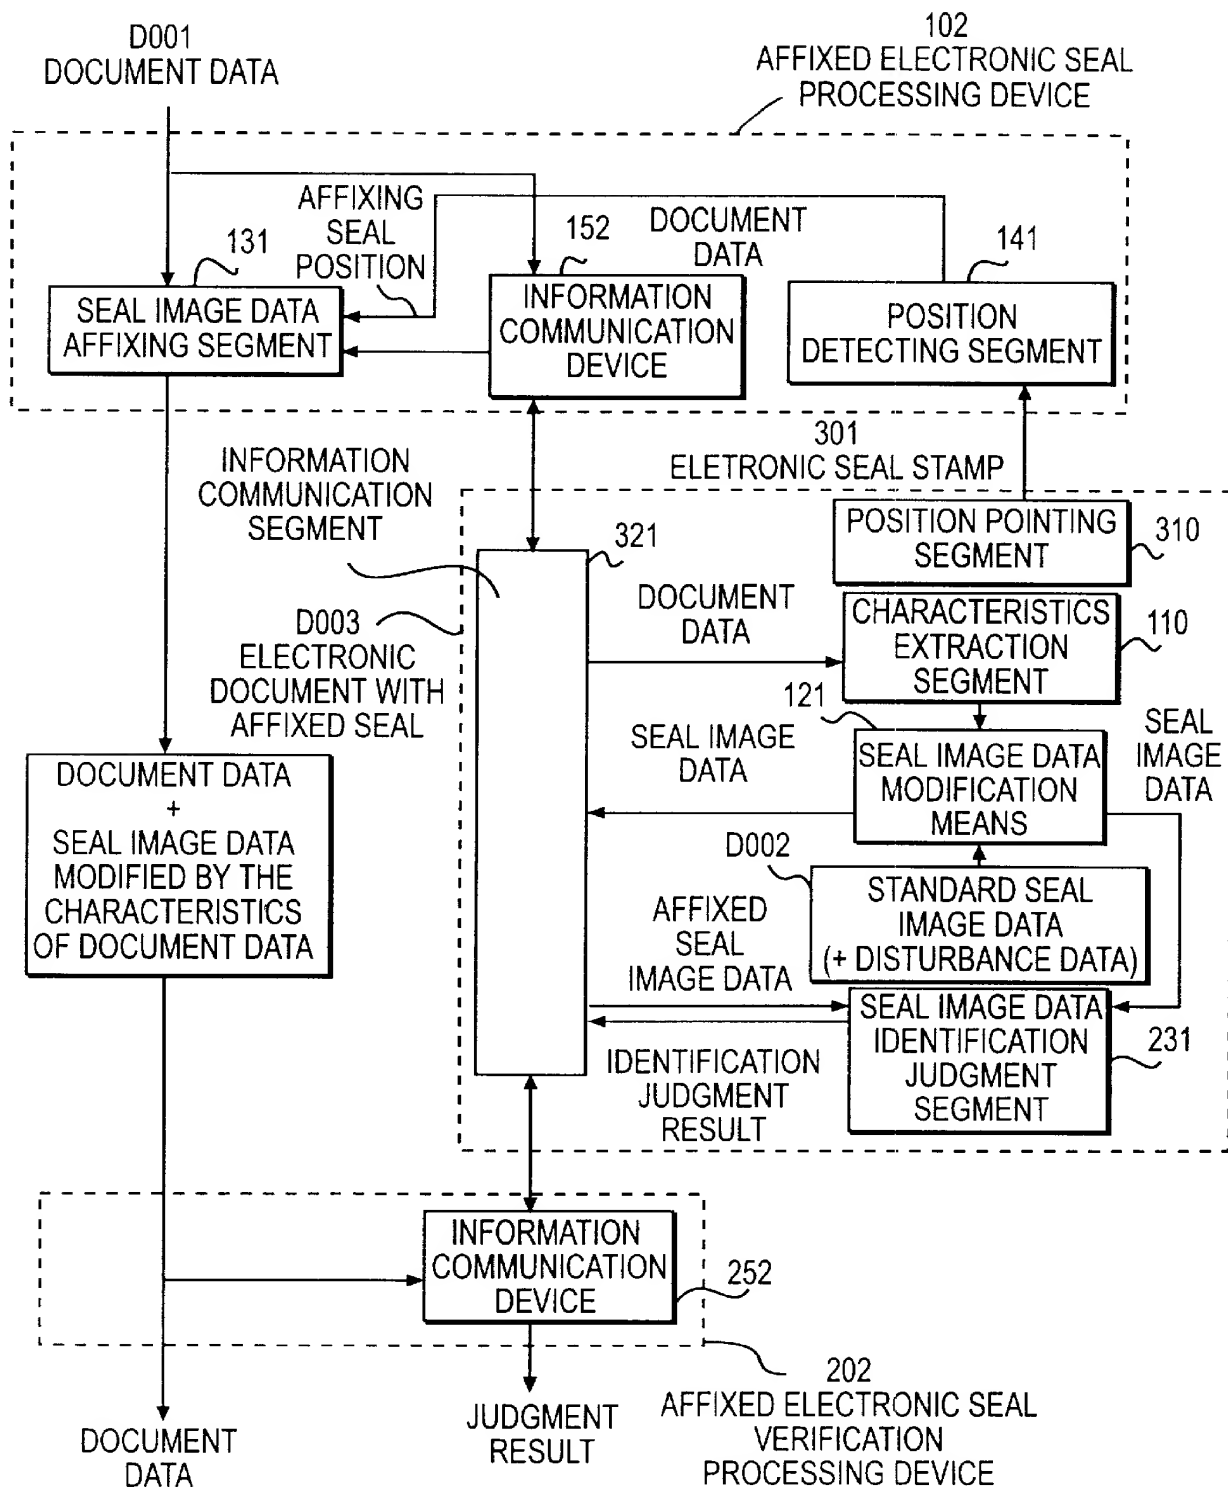 D001
DOCUMENT DATA
102
AFFIXED ELECTRONIC SEAL
PROCESSING DEVICE
AFFIXING
SEAL
POSITION
131
SEAL IMAGE DATA
AFFIXING SEGMENT
152
DOCUMENT
DATA
INFORMATION
COMMUNICATION
DEVICE
141
POSITION
DETECTING SEGMENT
301
ELETRONIC SEAL STAMP
INFORMATION
COMMUNICATION
SEGMENT
321
POSITION POINTING
SEGMENT
310
DOCUMENT
DATA
CHARACTERISTICS
EXTRACTION
SEGMENT
110
D003
ELECTRONIC
DOCUMENT WITH
AFFIXED SEAL
121
SEAL IMAGE
DATA
SEAL IMAGE DATA
MODIFICATION
MEANS
SEAL
IMAGE
DATA
DOCUMENT DATA
+
SEAL IMAGE DATA
MODIFIED BY THE
CHARACTERISTICS
OF DOCUMENT DATA
D002
STANDARD SEAL
IMAGE DATA
(+ DISTURBANCE DATA)
AFFIXED
SEAL
IMAGE DATA
SEAL IMAGE DATA
IDENTIFICATION
JUDGMENT
SEGMENT
231
IDENTIFICATION
JUDGMENT
RESULT
INFORMATION
COMMUNICATION
DEVICE
252
202
AFFIXED ELECTRONIC SEAL
VERIFICATION
PROCESSING DEVICE
JUDGMENT
RESULT
DOCUMENT
DATA